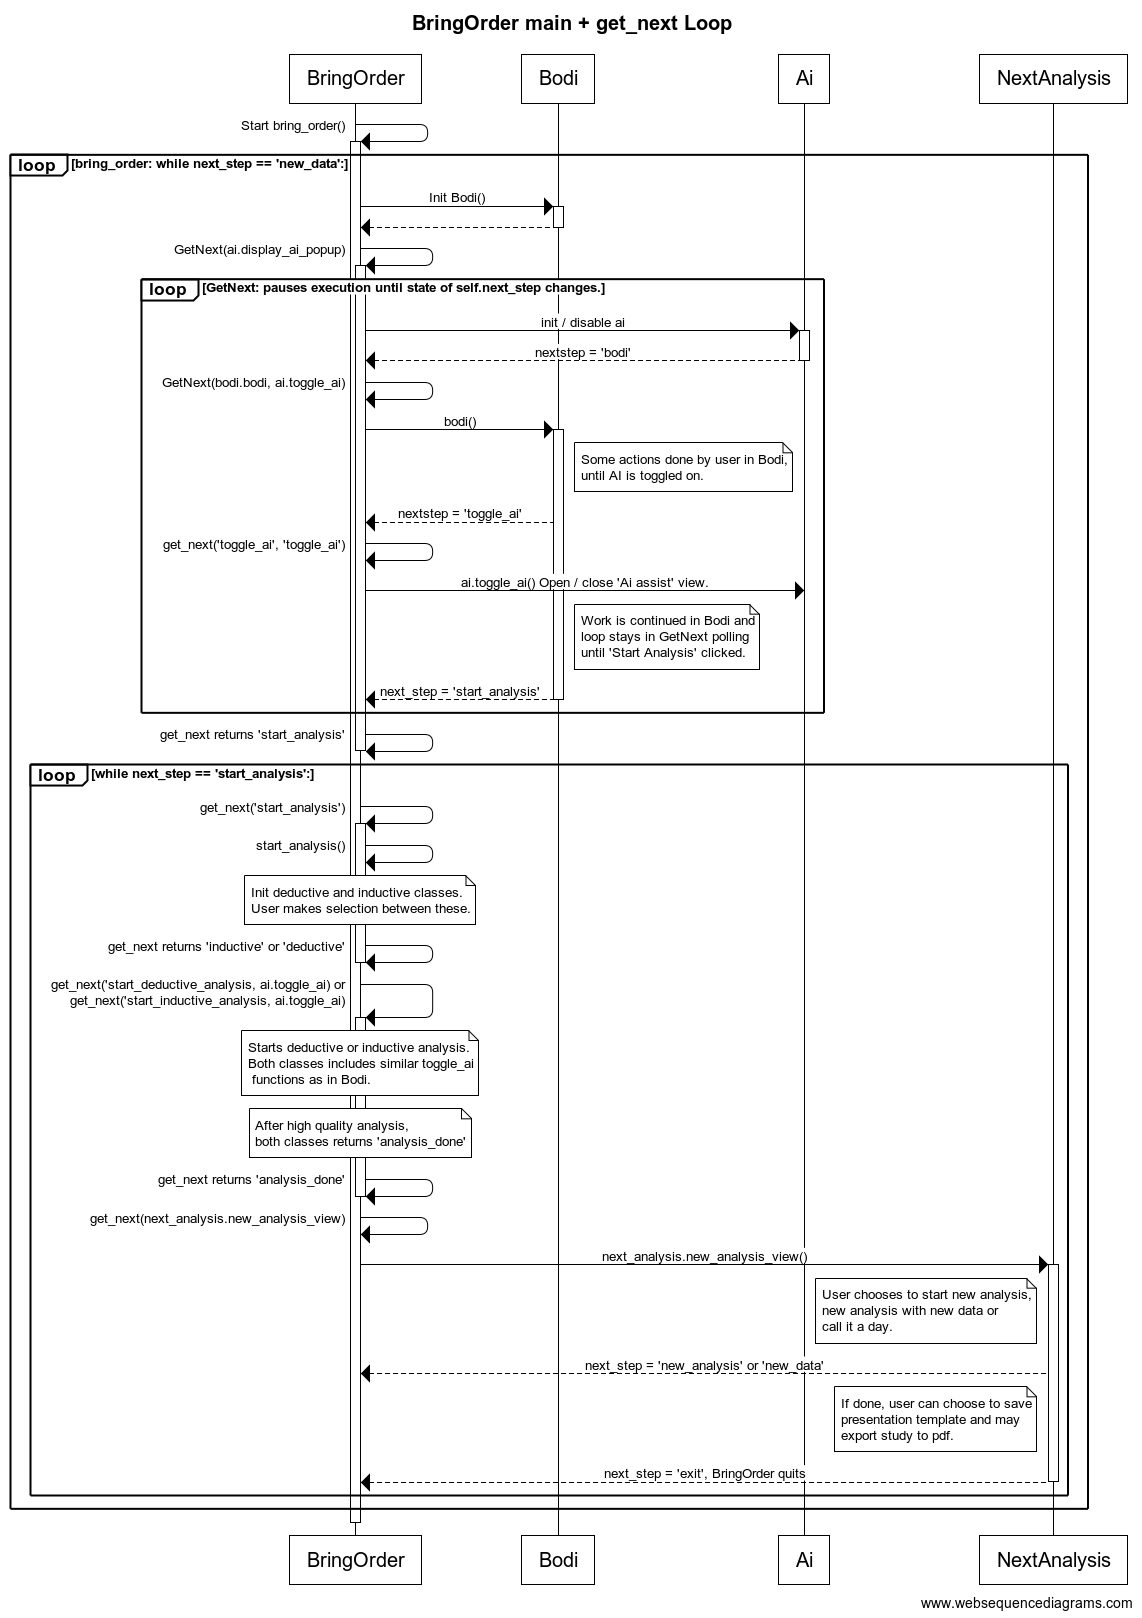 BringOrder main + get_next Loop
BringOrder
Bodi
Ai
NextAnalysis
Start bring_order()
loop
[bring_order: while next_step == 'new_data':]
Init Bodi()
GetNext(ai.display_ai_popup)
loop
[GetNext: pauses execution until state of self.next_step changes.]
init / disable ai
nextstep = 'bodi'
GetNext(bodi.bodi, ai.toggle_ai)
bodi()
Some actions done by user in Bodi,
until AI is toggled on.
nextstep = 'toggle_ai'
get_next('toggle_ai', 'toggle_ai')
ai.toggle_ai() Open / close 'Ai assist' view.
Work is continued in Bodi and
loop stays in GetNext polling
until 'Start Analysis' clicked.
next_step = 'start_analysis'
get_next returns 'start_analysis'
loop
[while next_step == 'start_analysis':]
get_next('start_analysis')
start_analysis()
Init deductive and inductive classes.
User makes selection between these.
get_next returns 'inductive' or 'deductive'
get_next('start_deductive_analysis, ai.toggle_ai) or
get_next('start_inductive_analysis, ai.toggle_ai)
Starts deductive or inductive analysis.
Both classes includes similar toggle_ai
functions as in Bodi.
After high quality analysis,
both classes returns 'analysis_done'
get_next returns 'analysis_done'
get_next(next_analysis.new_analysis_view)
next_analysis.new_analysis_view()
User chooses to start new analysis,
new analysis with new data or
call it a day.
next_step = 'new_analysis' or 'new_data'
If done, user can choose to save
presentation template and may
export study to pdf.
next_step = 'exit', BringOrder quits
BringOrder
Bodi
Ai
NextAnalysis
www.websequencediagrams.com